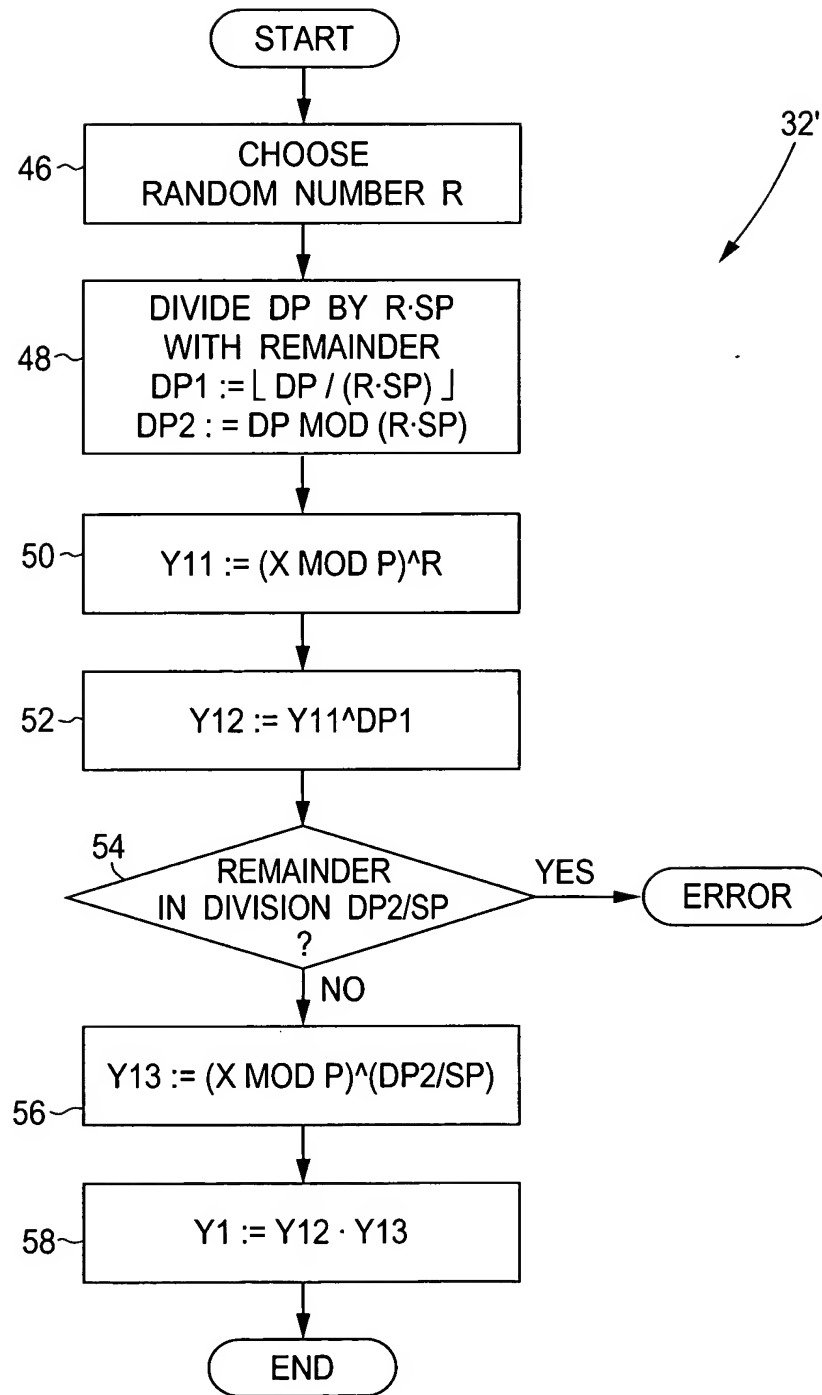 START
32'
46
CHOOSE
RANDOM NUMBER R
48
DIVIDE DP BY R·SP
WITH REMAINDER
DP1 := ⌊ DP / (R·SP) ⌋
DP2 : = DP MOD (R·SP)
50
Y11 := (X MOD P)^R
52
Y12 := Y11^DP1
54
REMAINDER
IN DIVISION DP2/SP
?
YES
ERROR
NO
Y13 := (X MOD P)^(DP2/SP)
56
Y1 := Y12 · Y13
58
END